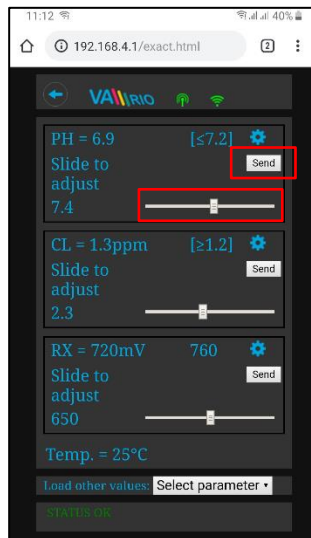 11:12 40%
192.168.4.1/exact.html 2
VALLRIO
PH = 6.9 [≤7.2]
Slide to Send
adjust
7.4
CL = 1.3ppm [≥1.2]
Slide to Send
adjust
2.3
RX = 720mV 760
Slide to Send
adjust
650
Temp. = 25°C
Load other values: Select parameter
STATUS OK